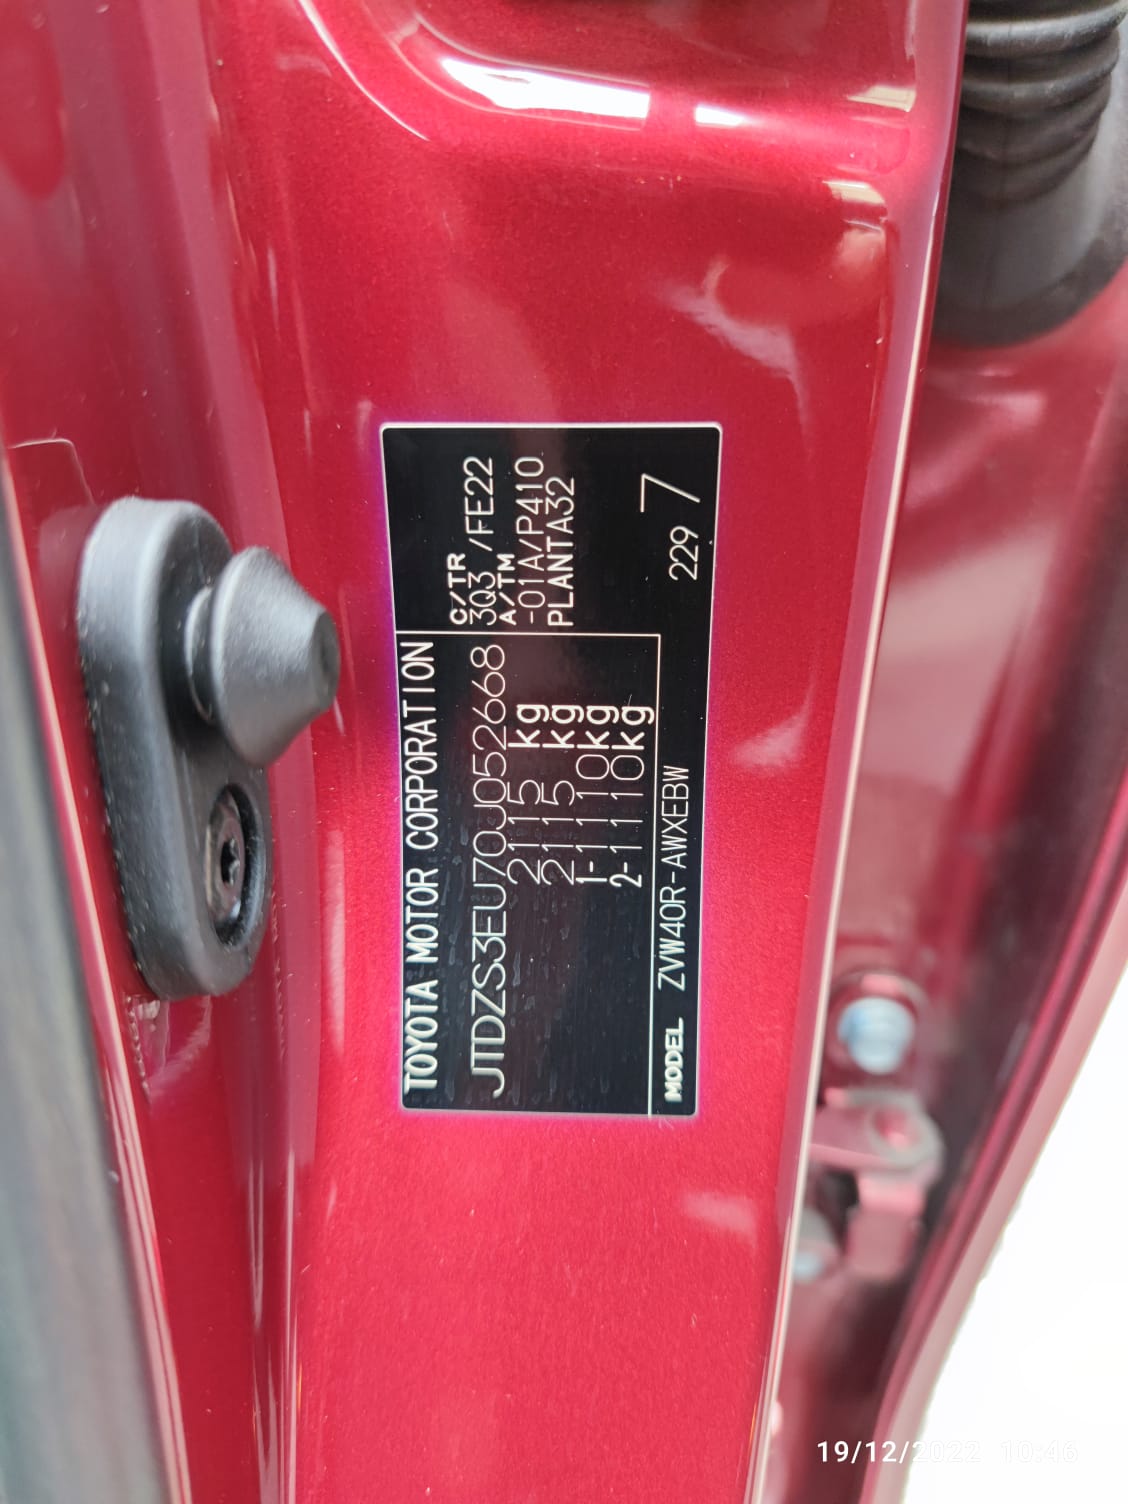 TOYOTA MOTOR CORPORATION
JTDZS3EU70J052668
2115 kg
2115 kg
1-1110kg
2-1110kg
C/TR
3Q3 /FE22
A/TM
-01A/P410
PLANTA32
MODEL ZVW40R-AWXEBW
229 7
19/12/2022 10:46